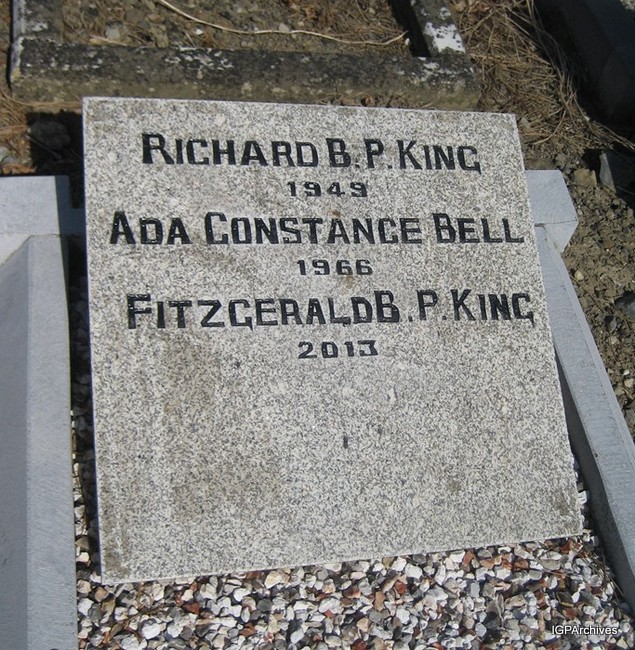 RICHARD B. P. KING
1949
ADA CONSTANCE BELL
1966
FITZGERALD B. P. KING
2013
IGPArchives